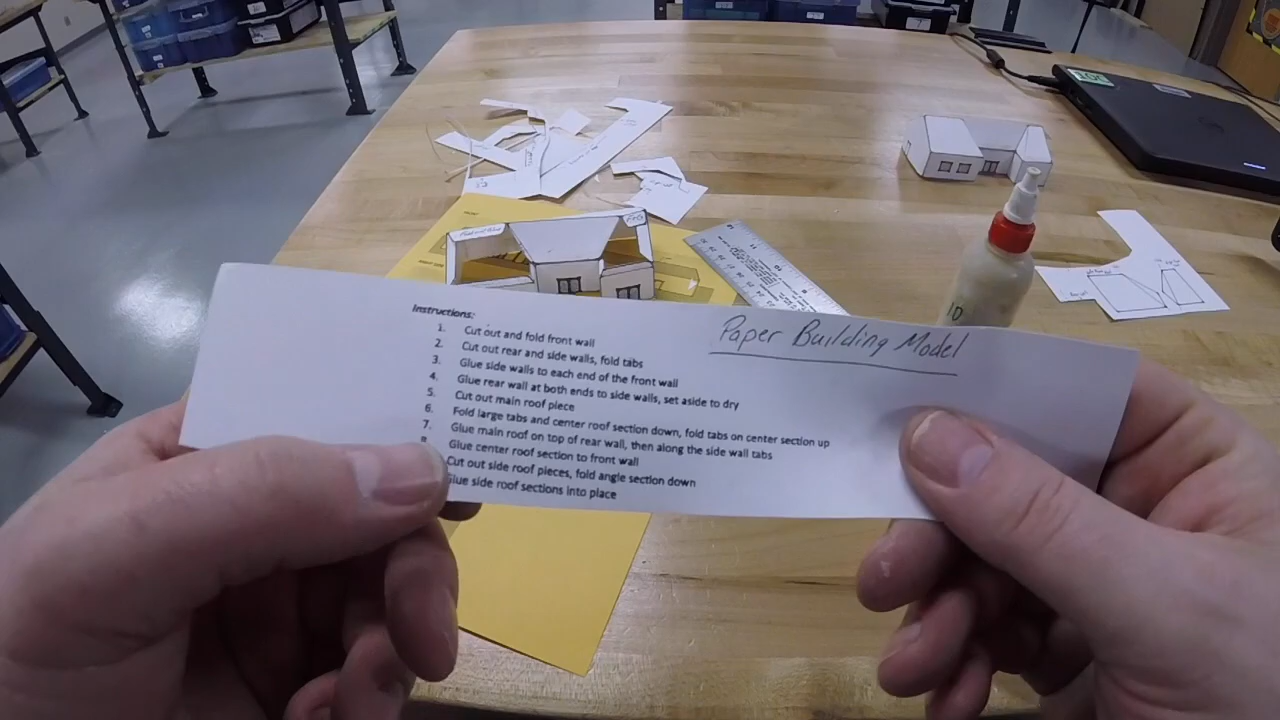 Paper Building Model
Instructions:
1. Cut out and fold front wall
2. Cut out rear and side walls, fold tabs
3. Glue side walls to each end of the front wall
4. Glue rear wall at both ends to side walls, set aside to dry
5. Cut out main roof piece
6. Fold large tabs and center roof section down, fold tabs on center section up
7. Glue main roof on top of rear wall, then along the side wall tabs
8. Glue center roof section to front wall
Cut out side roof pieces, fold angle section down
Glue side roof sections into place